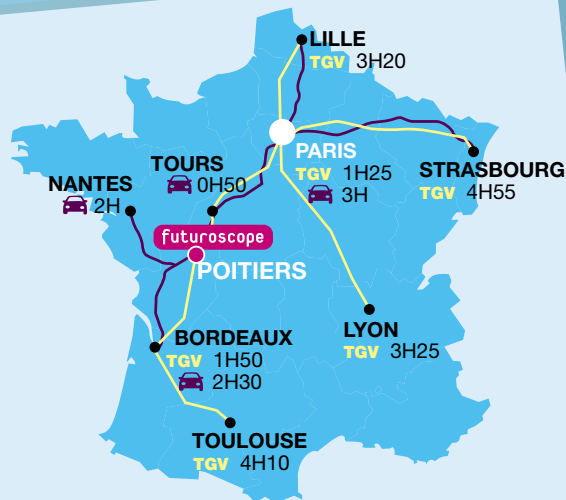 LILLE
TGV 3H20
PARIS
TGV 1H25
3H
STRASBOURG
TGV 4H55
TOURS
0H50
NANTES
2H
futuroscope
POITIERS
BORDEAUX
TGV 1H50
2H30
LYON
TGV 3H25
TOULOUSE
TGV 4H10